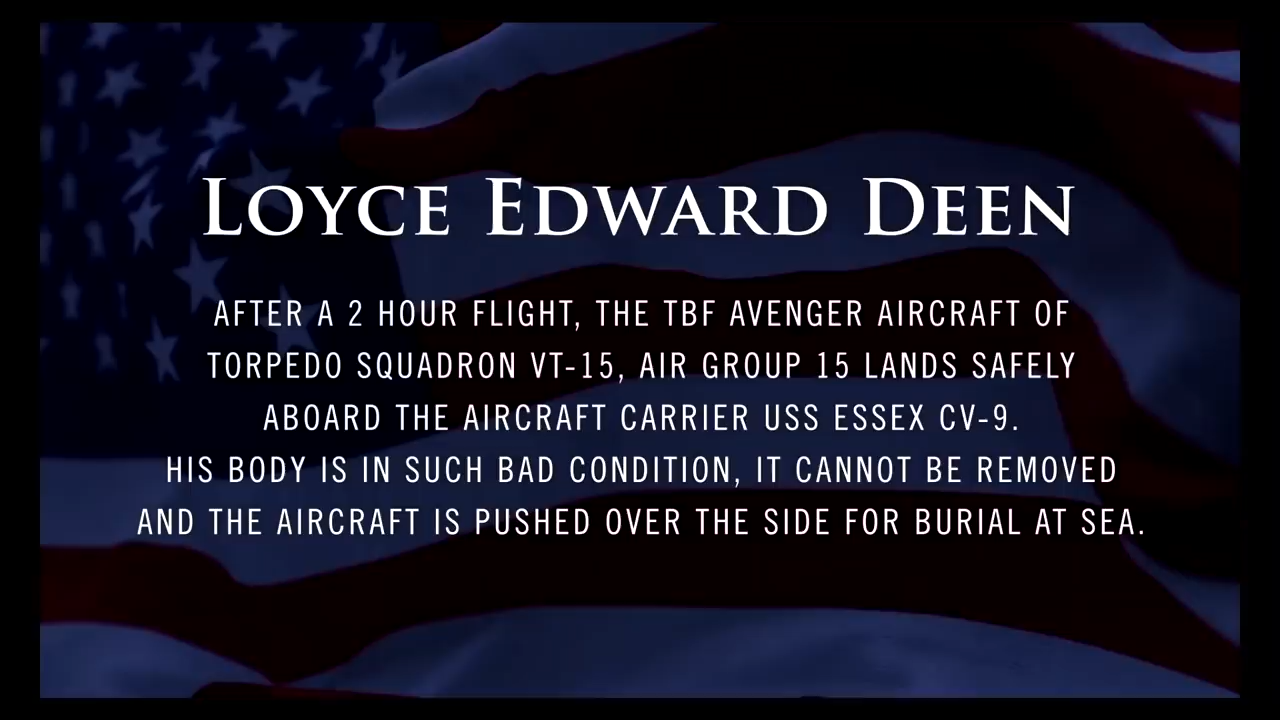 LOYCE EDWARD DEEN
AFTER A 2 HOUR FLIGHT, THE TBF AVENGER AIRCRAFT OF
TORPEDO SQUADRON VT-15, AIR GROUP 15 LANDS SAFELY
ABOARD THE AIRCRAFT CARRIER USS ESSEX CV-9.
HIS BODY IS IN SUCH BAD CONDITION, IT CANNOT BE REMOVED
AND THE AIRCRAFT IS PUSHED OVER THE SIDE FOR BURIAL AT SEA.